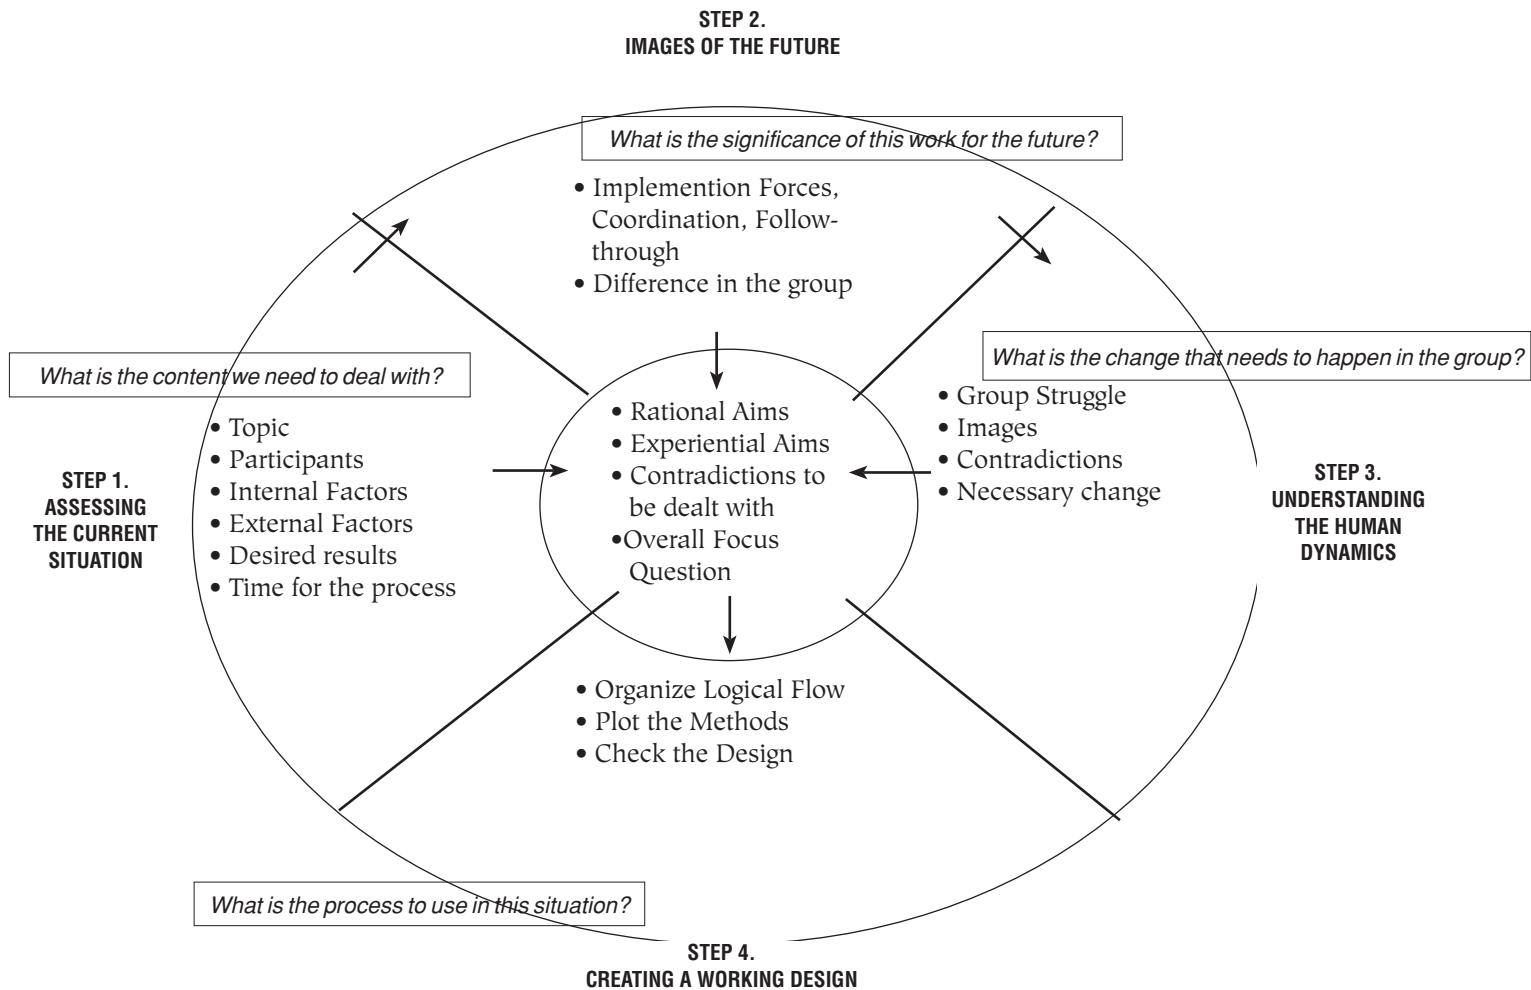 STEP 2.
IMAGES OF THE FUTURE
What is the significance of this work for the future?
• Implemention Forces,
Coordination, Follow-
through
• Difference in the group
What is the content we need to deal with?
• Topic
• Participants
• Internal Factors
• External Factors
• Desired results
• Time for the process
STEP 1.
ASSESSING
THE CURRENT
SITUATION
• Rational Aims
• Experiential Aims
• Contradictions to
be dealt with
•Overall Focus
Question
What is the change that needs to happen in the group?
• Group Struggle
• Images
• Contradictions
• Necessary change
STEP 3.
UNDERSTANDING
THE HUMAN
DYNAMICS
• Organize Logical Flow
• Plot the Methods
• Check the Design
What is the process to use in this situation?
STEP 4.
CREATING A WORKING DESIGN